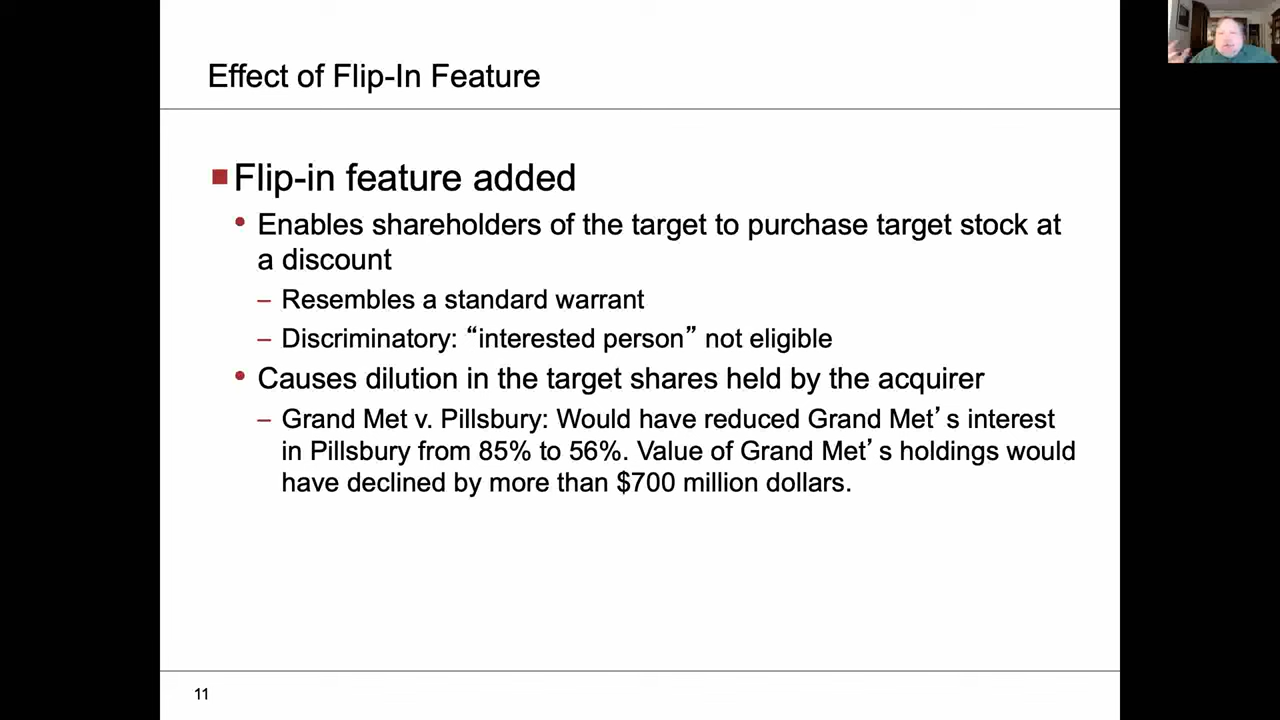 Effect of Flip-In Feature
Flip-in feature added
Enables shareholders of the target to purchase target stock at
a discount
– Resembles a standard warrant
– Discriminatory: “interested person” not eligible
Causes dilution in the target shares held by the acquirer
– Grand Met v. Pillsbury: Would have reduced Grand Met’s interest
in Pillsbury from 85% to 56%. Value of Grand Met’s holdings would
have declined by more than $700 million dollars.
11